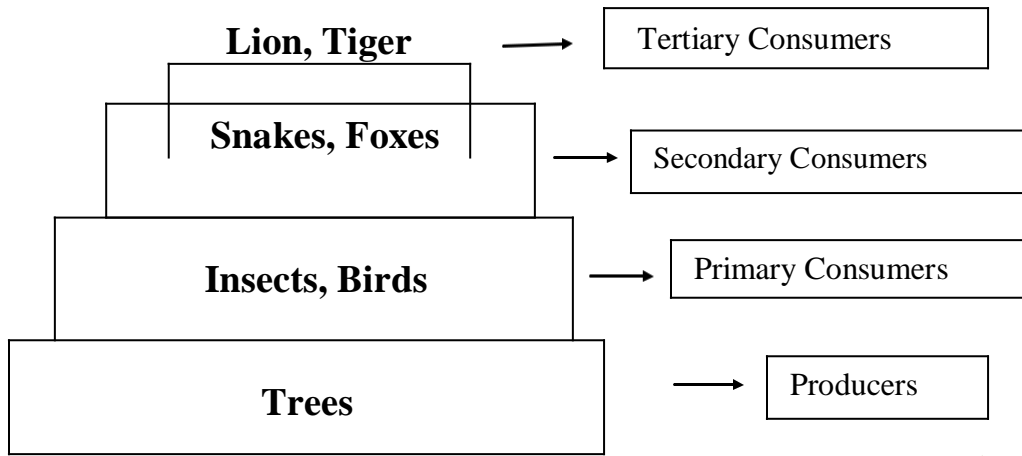 Lion, Tiger
Tertiary Consumers
Snakes, Foxes
Secondary Consumers
Insects, Birds
Primary Consumers
Trees
Producers